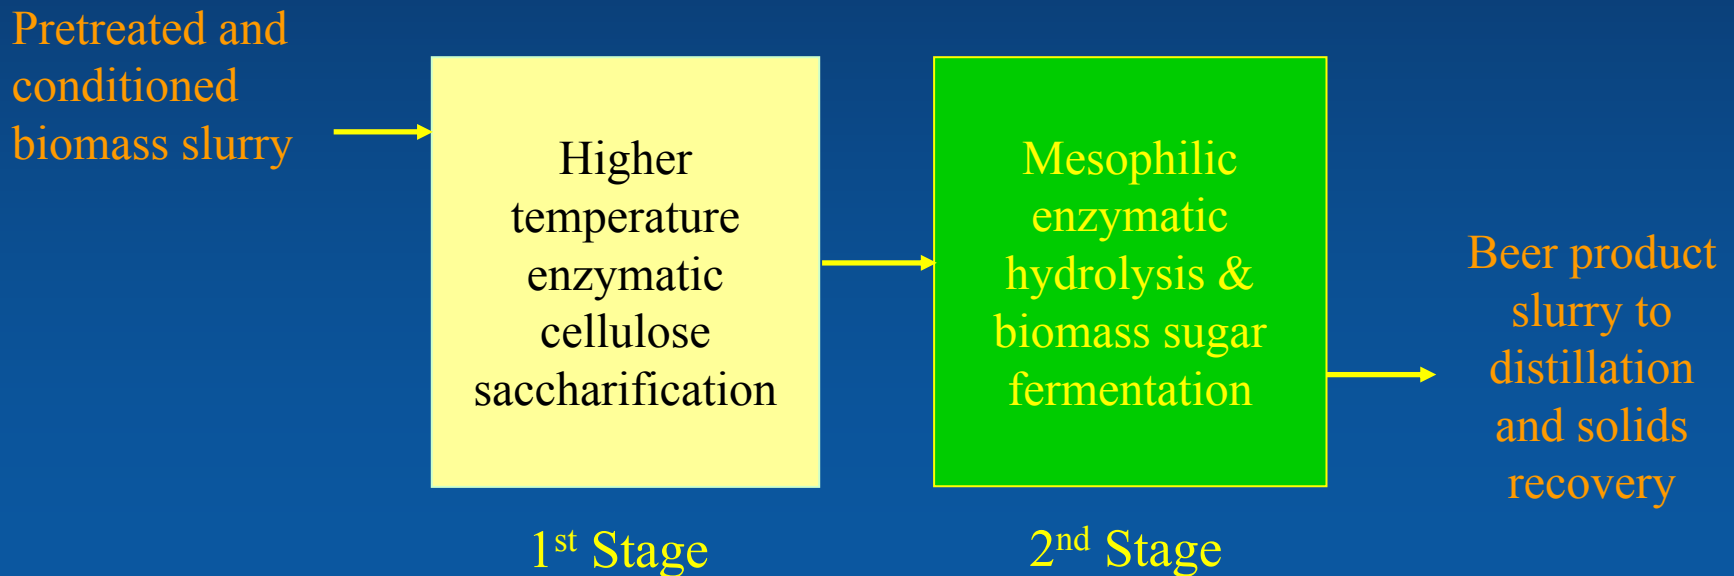 Pretreated and
conditioned
biomass slurry
Higher
temperature
enzymatic
cellulose
saccharification
1st Stage
Mesophilic
enzymatic
hydrolysis &
biomass sugar
fermentation
2nd Stage
Beer product
slurry to
distillation
and solids
recovery